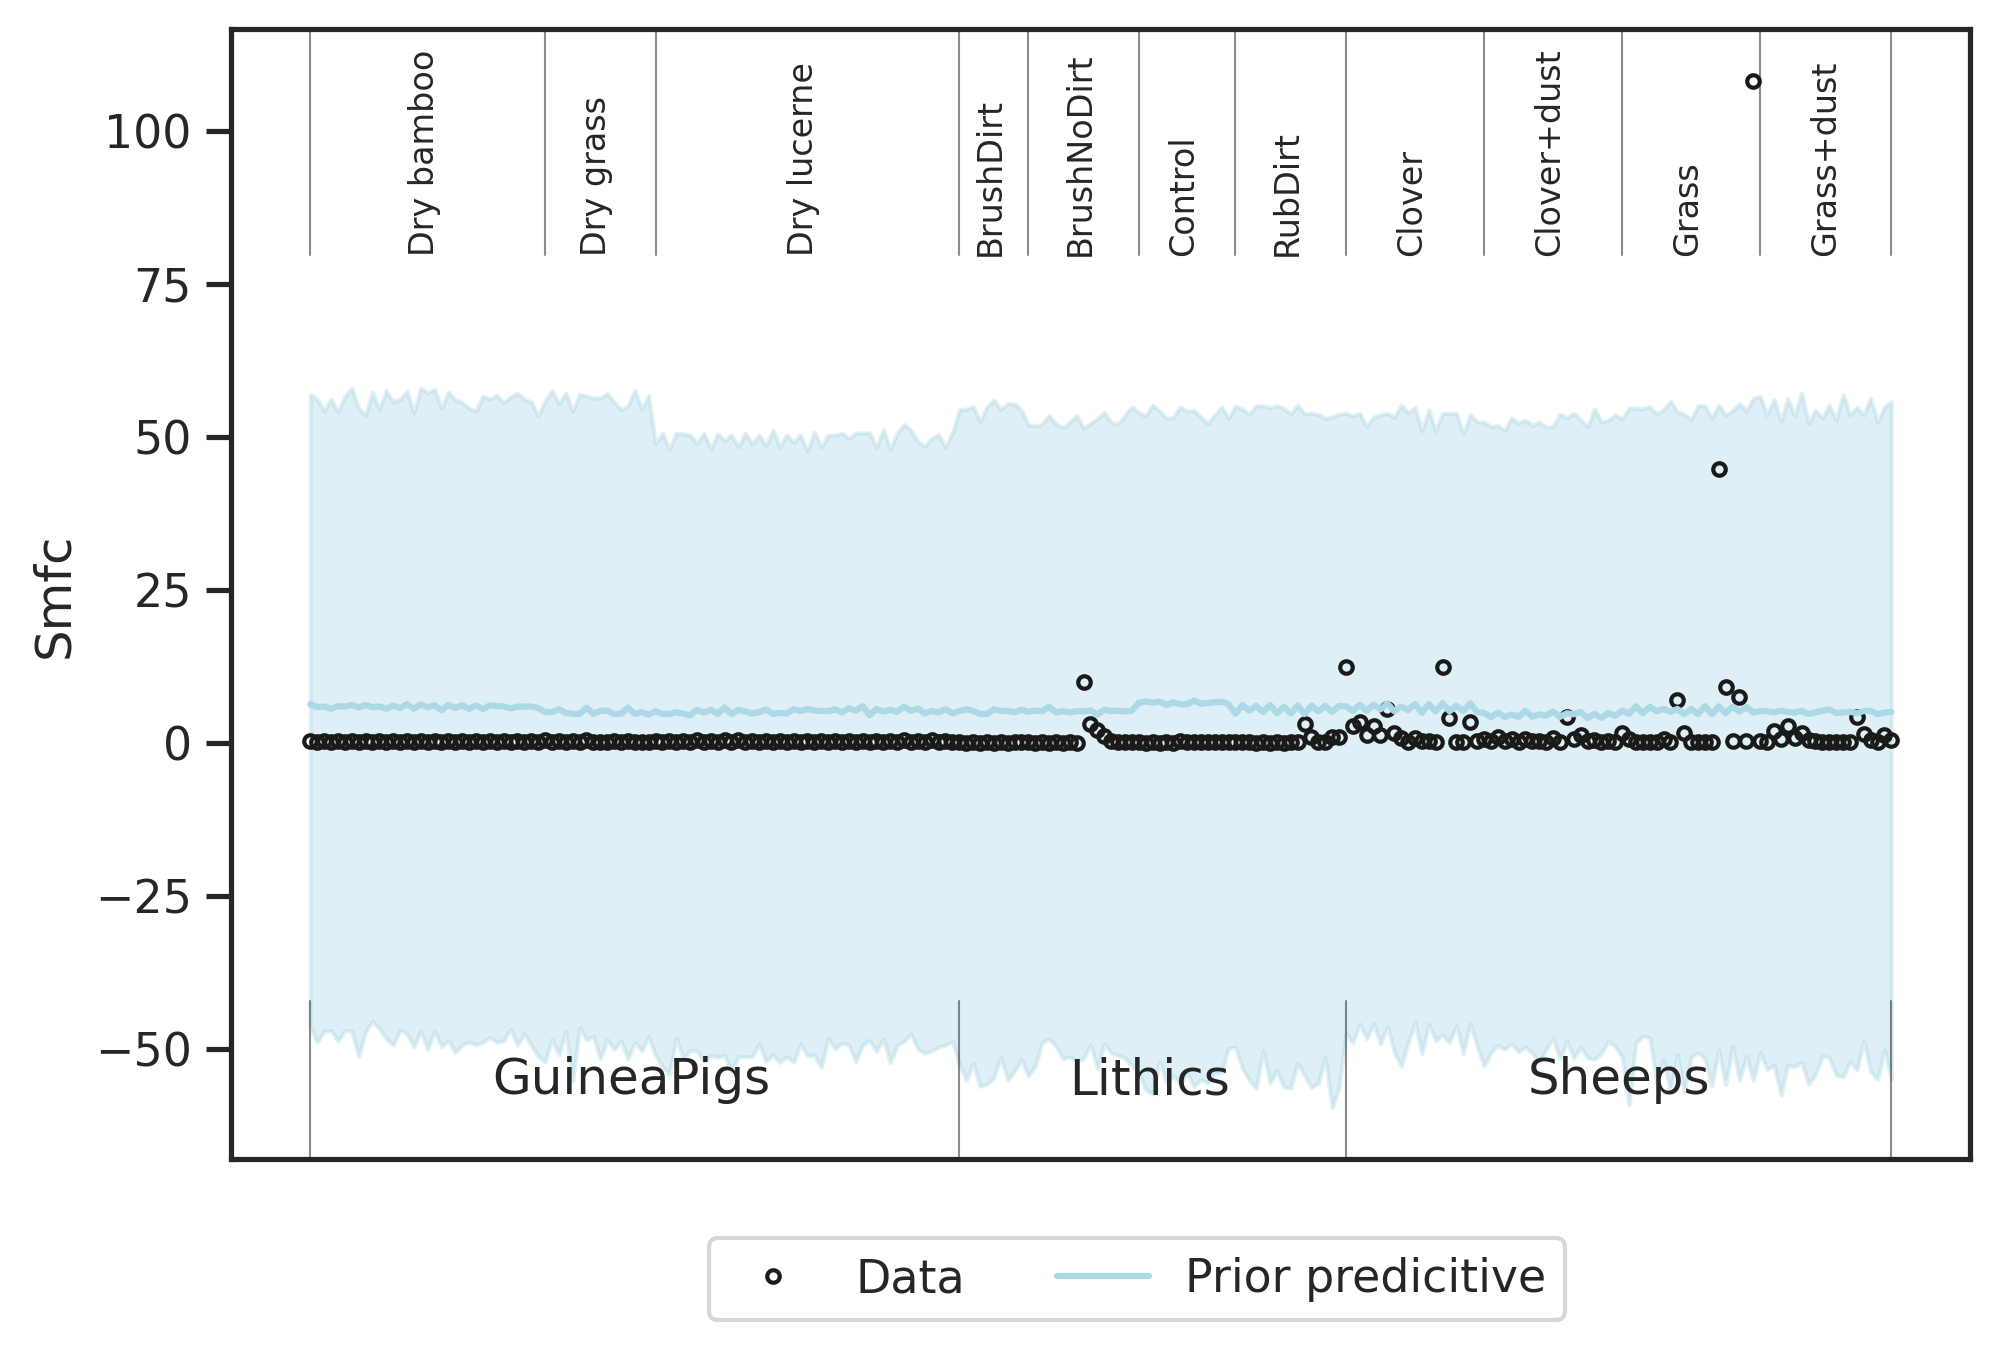 Dry bamboo
Dry grass
Dry lucerne
BrushDirt
BrushNoDirt
Control
RubDirt
Clover
Clover+dust
Grass
Grass+dust
100
75
50
25
0
−25
−50
Smfc
GuineaPigs
Lithics
Sheeps
Data
Prior predicitive